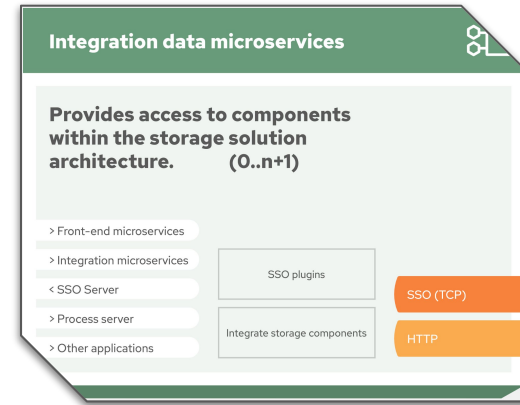 Integration data microservices
Provides access to components
within the storage solution
architecture. (0..n+1)
> Front-end microservices
> Integration microservices
< SSO Server
> Process server
> Other applications
SSO plugins
Integrate storage components
SSO (TCP)
HTTP